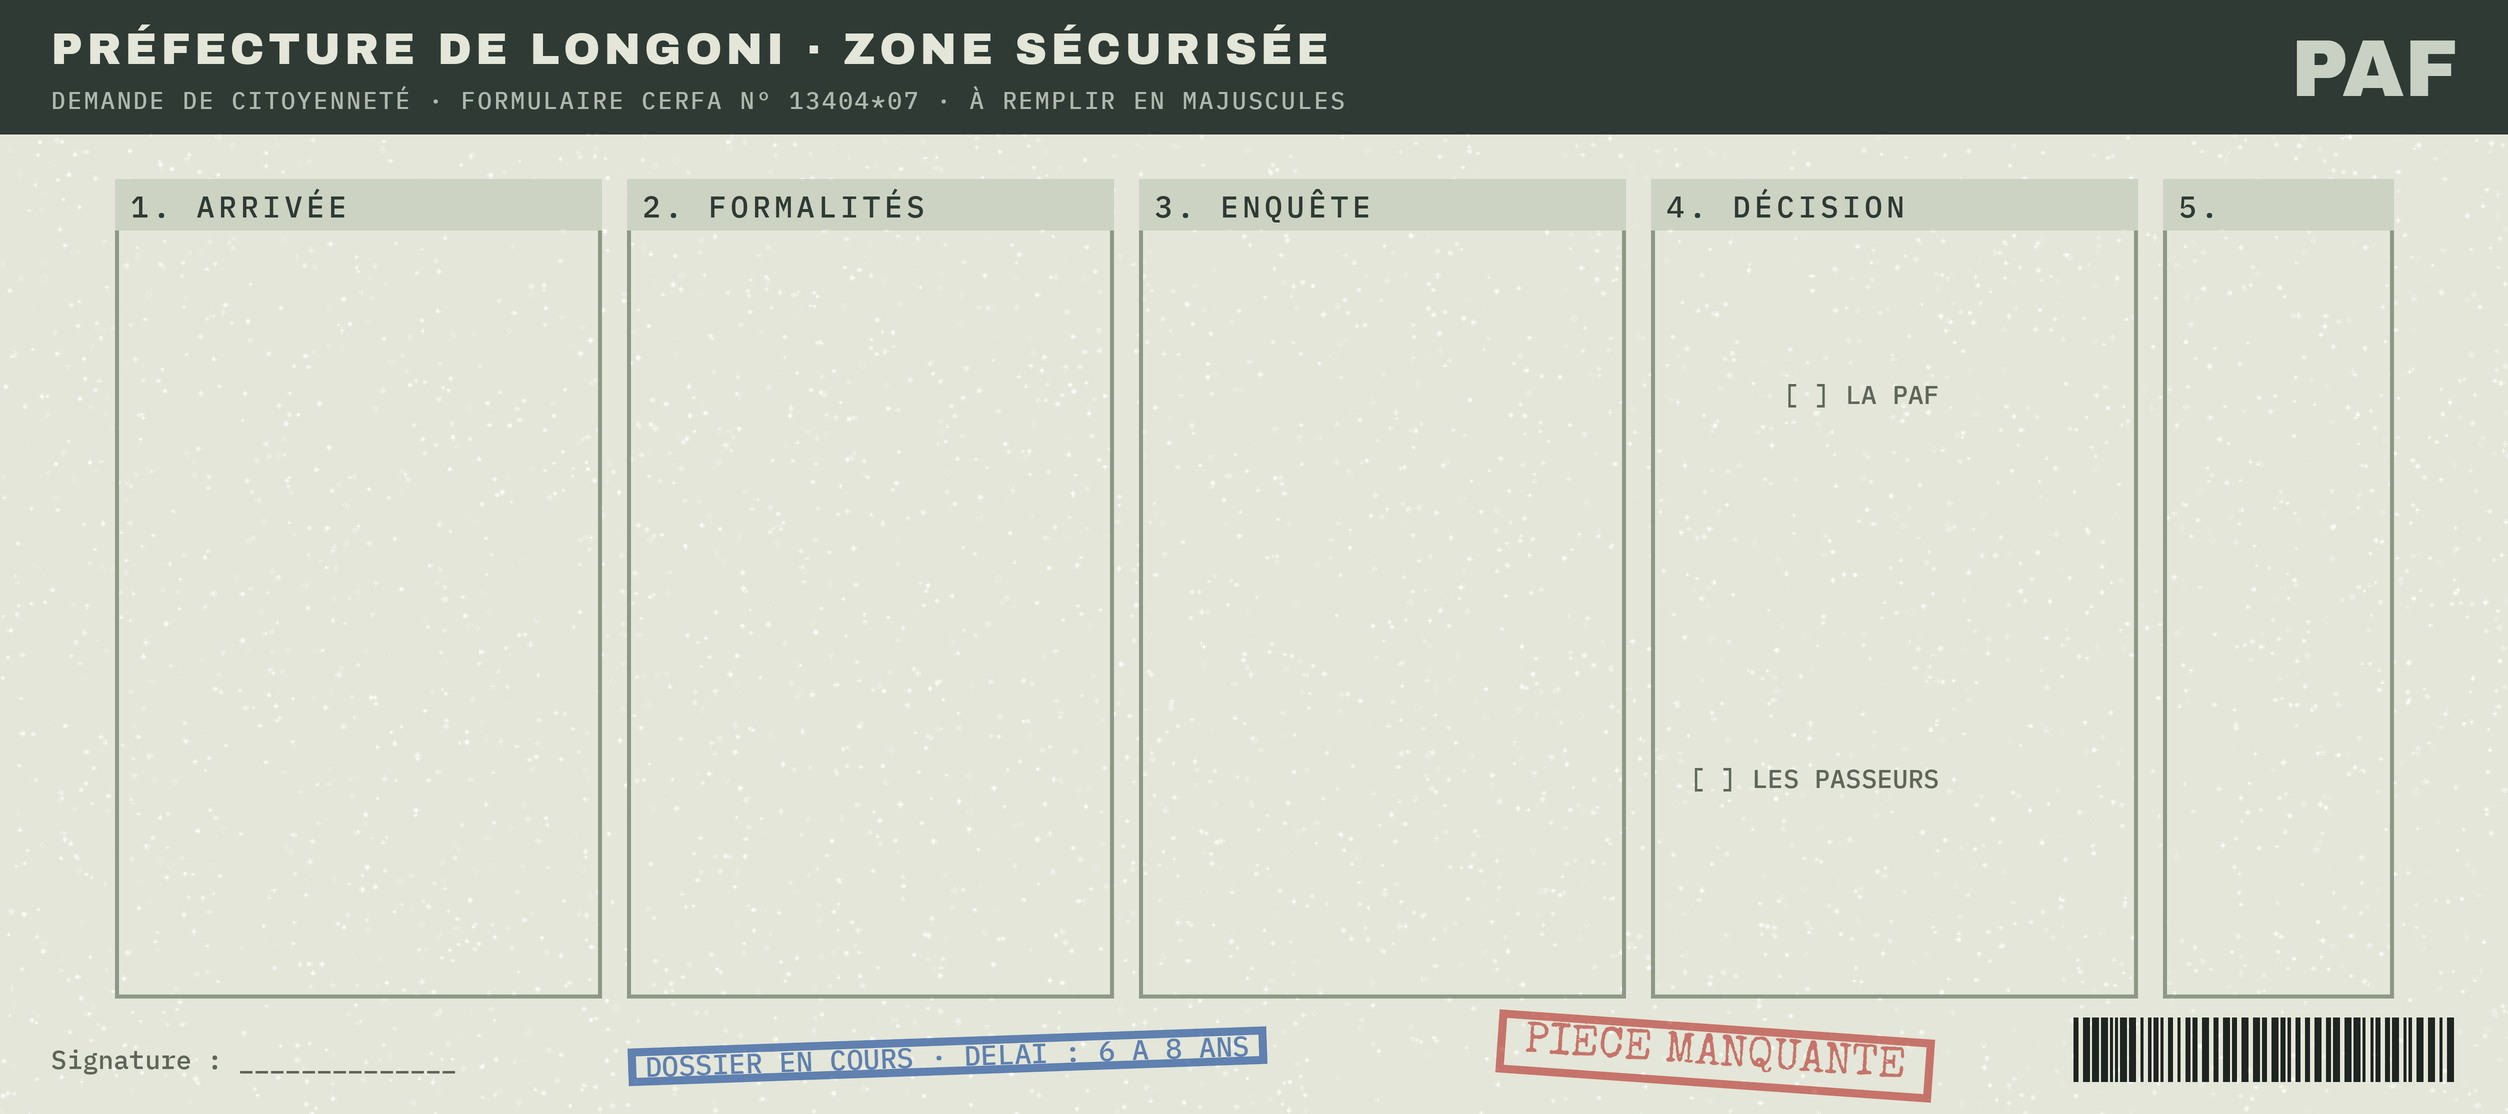 PRÉFECTURE DE LONGONI · ZONE SÉCURISÉE
DEMANDE DE CITOYENNETÉ · FORMULAIRE CERFA N° 13404*07 · À REMPLIR EN MAJUSCULES
PAF
1. ARRIVÉE
2. FORMALITÉS
3. ENQUÊTE
4. DÉCISION
5.
[ ] LA PAF
[ ] LES PASSEURS
Signature : ______________
DOSSIER EN COURS · DELAI : 6 A 8 ANS
PIECE MANQUANTE